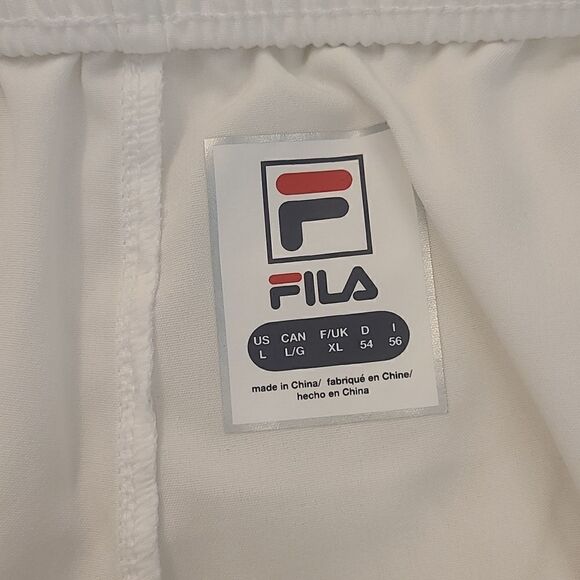 F
FILA
US CAN F/UK D I
L L/G XL 54 56
made in China/ fabriqué en Chine/
hecho en China